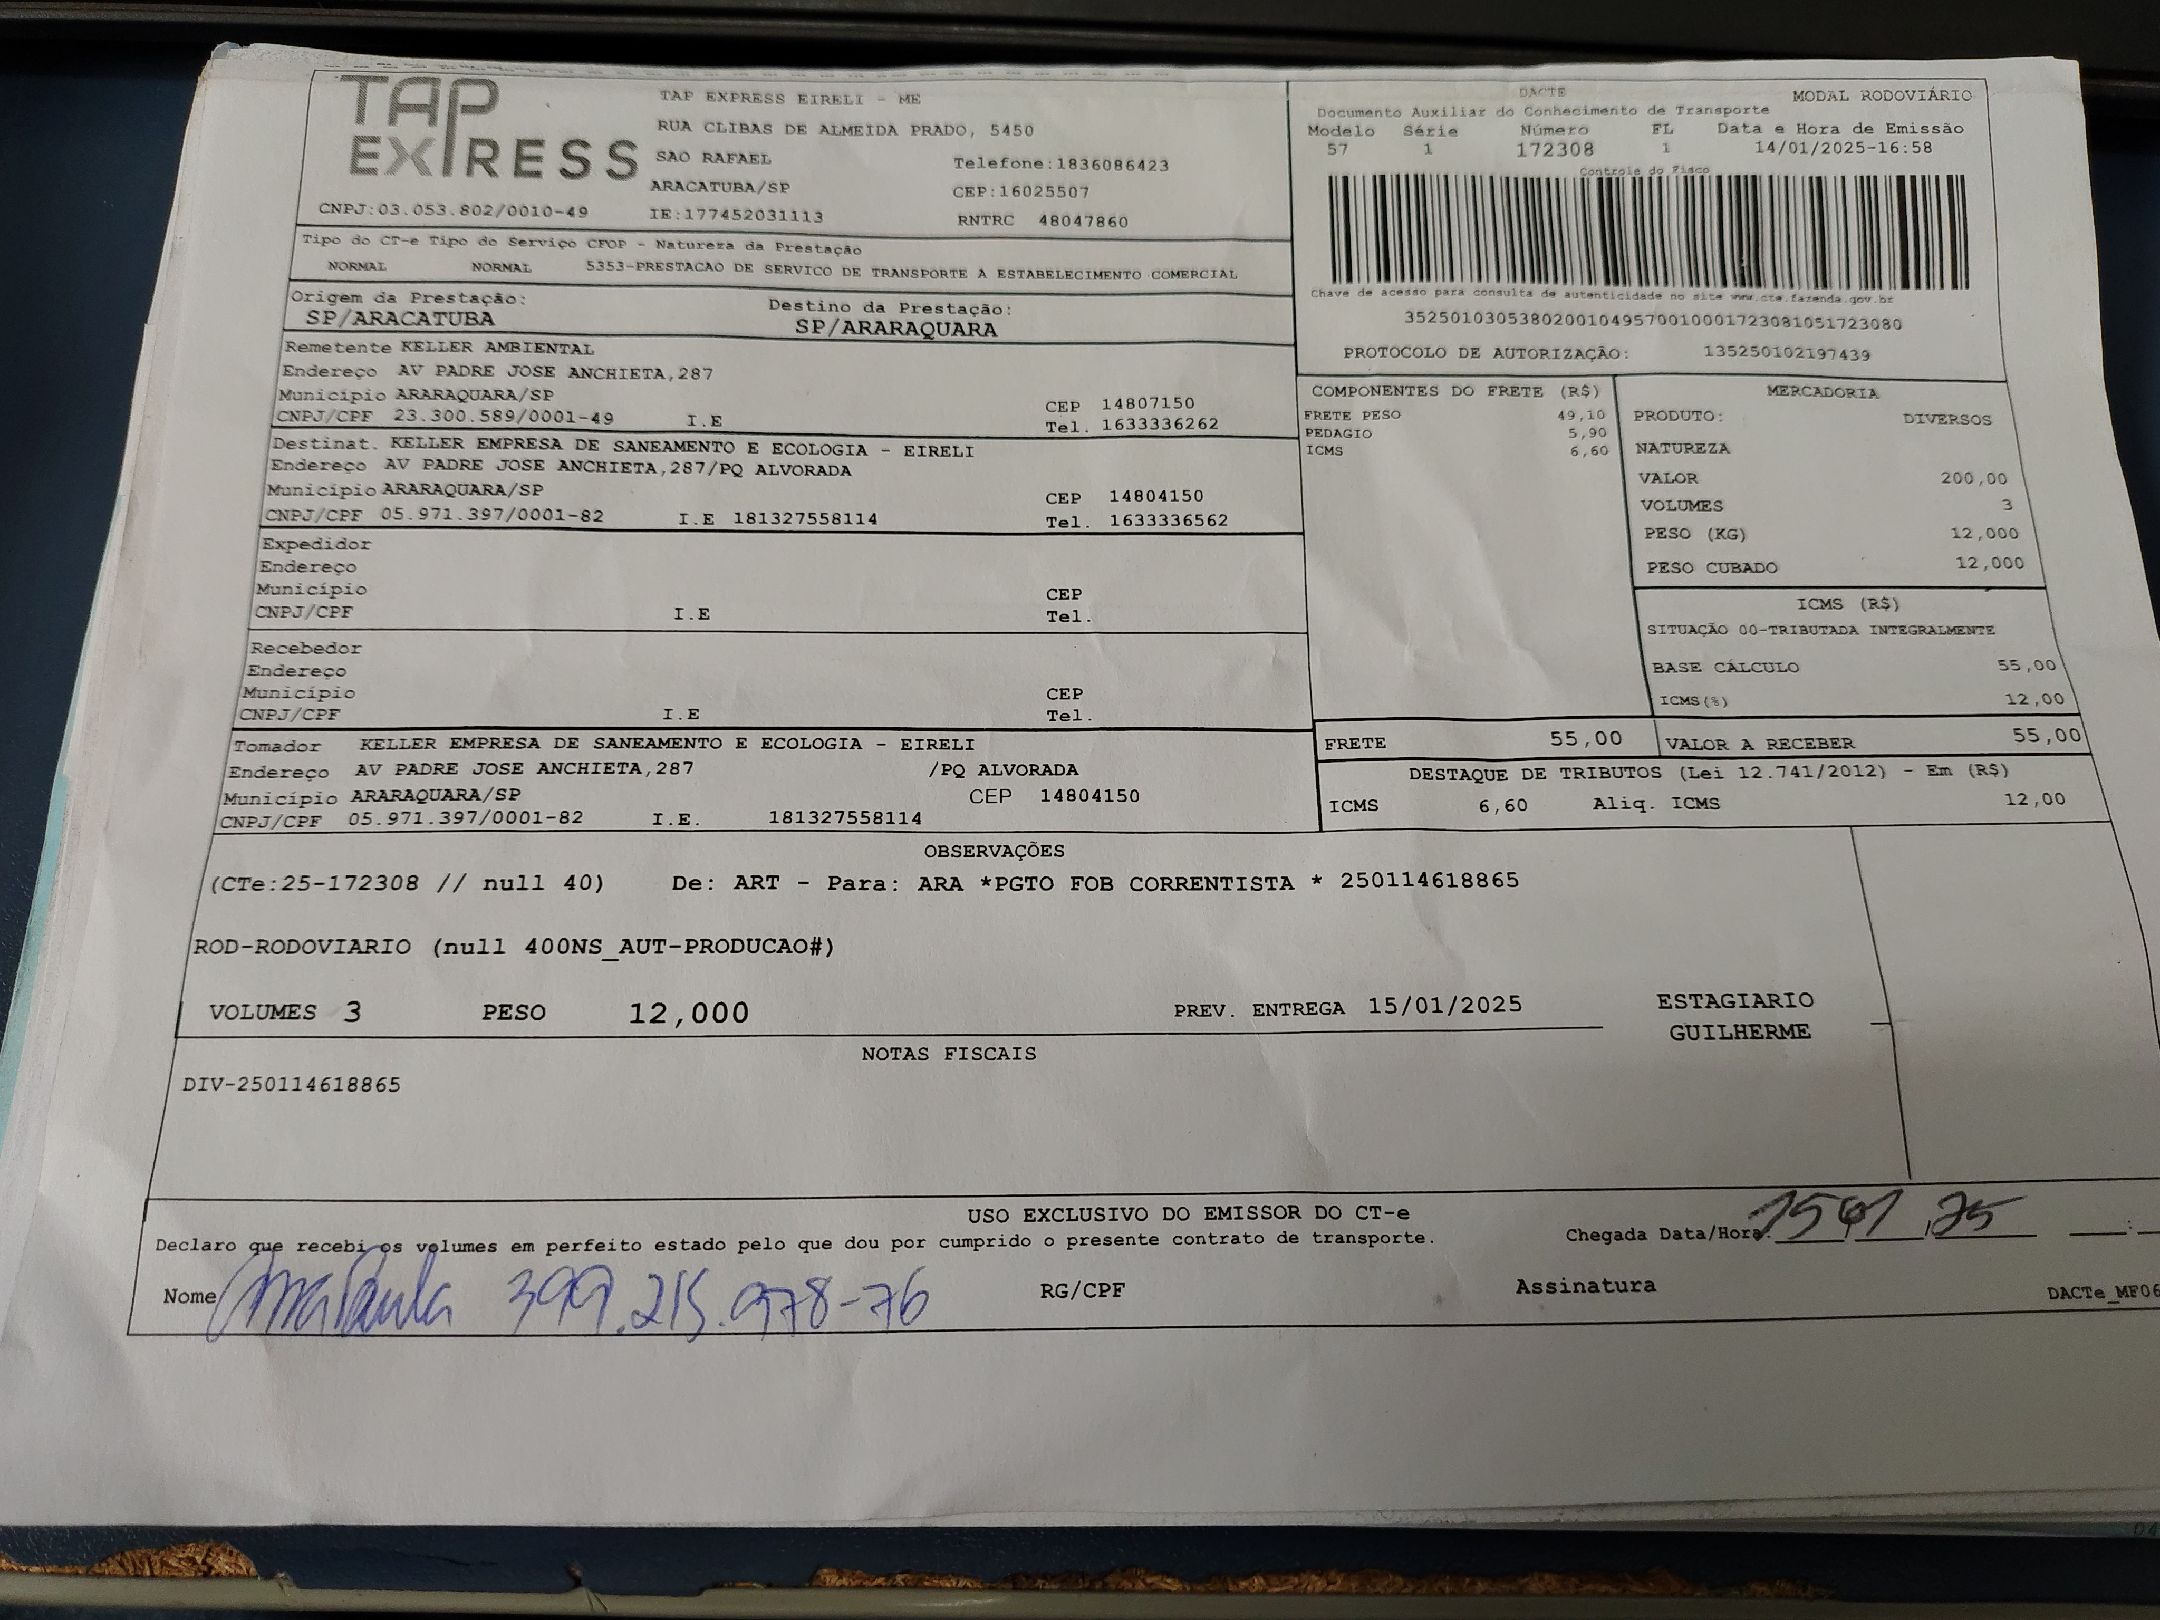 TAP EXPRESS
TAP EXPRESS EIRELI - ME
RUA CLIBAS DE ALMEIDA PRADO, 5450
SAO RAFAEL
Telefone:1836086423
ARACATUBA/SP
CEP:16025507
CNPJ:03.053.802/0010-49
IE:177452031113
RNTRC 48047860
DACTE
MODAL RODOVIÁRIO
Documento Auxiliar do Conhecimento de Transporte
Modelo Série Número FL Data e Hora de Emissão
57 1 172308 1 14/01/2025-16:58
Controle do Fisco
Chave de acesso para consulta de autenticidade no site www.cte.fazenda.gov.br
35250103053802001049570010001723081051723080
PROTOCOLO DE AUTORIZAÇÃO: 135250102197439
Tipo do CT-e Tipo do Serviço CFOP - Natureza da Prestação
NORMAL NORMAL 5353-PRESTACAO DE SERVICO DE TRANSPORTE A ESTABELECIMENTO COMERCIAL
Origem da Prestação: Destino da Prestação:
SP/ARACATUBA SP/ARARAQUARA
Remetente KELLER AMBIENTAL
Endereço AV PADRE JOSE ANCHIETA,287
Município ARARAQUARA/SP CEP 14807150
CNPJ/CPF 23.300.589/0001-49 I.E Tel. 1633336262
Destinat. KELLER EMPRESA DE SANEAMENTO E ECOLOGIA - EIRELI
Endereço AV PADRE JOSE ANCHIETA,287/PQ ALVORADA
Município ARARAQUARA/SP CEP 14804150
CNPJ/CPF 05.971.397/0001-82 I.E 181327558114 Tel. 1633336562
Expedidor
Endereço
Município CEP
CNPJ/CPF I.E Tel.
Recebedor
Endereço
Município CEP
CNPJ/CPF I.E Tel.
Tomador KELLER EMPRESA DE SANEAMENTO E ECOLOGIA - EIRELI
Endereço AV PADRE JOSE ANCHIETA,287 /PQ ALVORADA
Município ARARAQUARA/SP CEP 14804150
CNPJ/CPF 05.971.397/0001-82 I.E. 181327558114
COMPONENTES DO FRETE (R$)
FRETE PESO 49,10
PEDAGIO 5,90
ICMS 6,60
MERCADORIA
PRODUTO: DIVERSOS
NATUREZA
VALOR 200,00
VOLUMES 3
PESO (KG) 12,000
PESO CUBADO 12,000
ICMS (R$)
SITUAÇÃO 00-TRIBUTADA INTEGRALMENTE
BASE CÁLCULO 55,00
ICMS(%) 12,00
FRETE 55,00 VALOR A RECEBER 55,00
DESTAQUE DE TRIBUTOS (Lei 12.741/2012) - Em (R$)
ICMS 6,60 Aliq. ICMS 12,00
OBSERVAÇÕES
(CTe:25-172308 // null 40) De: ART - Para: ARA *PGTO FOB CORRENTISTA * 250114618865
ROD-RODOVIARIO (null 400NS_AUT-PRODUCAO#)
VOLUMES 3 PESO 12,000 PREV. ENTREGA 15/01/2025
ESTAGIARIO
GUILHERME
NOTAS FISCAIS
DIV-250114618865
USO EXCLUSIVO DO EMISSOR DO CT-e
Declaro que recebi os volumes em perfeito estado pelo que dou por cumprido o presente contrato de transporte.
Chegada Data/Hora: 15 01 25
Nome Ana Paula 399.215.978-76 RG/CPF Assinatura
DACTe_MF06